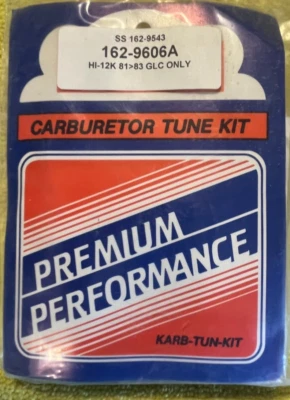 SS 162-9543
162-9606A
HI-12K 81>83 GLC ONLY
CARBURETOR TUNE KIT
PREMIUM
PERFORMANCE
KARB-TUN-KIT